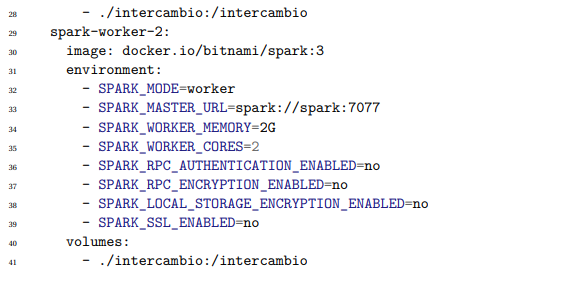 28 - ./intercambio:/intercambio
29 spark-worker-2:
30 image: docker.io/bitnami/spark:3
31 environment:
32 - SPARK_MODE=worker
33 - SPARK_MASTER_URL=spark://spark:7077
34 - SPARK_WORKER_MEMORY=2G
35 - SPARK_WORKER_CORES=2
36 - SPARK_RPC_AUTHENTICATION_ENABLED=no
37 - SPARK_RPC_ENCRYPTION_ENABLED=no
38 - SPARK_LOCAL_STORAGE_ENCRYPTION_ENABLED=no
39 - SPARK_SSL_ENABLED=no
40 volumes:
41 - ./intercambio:/intercambio